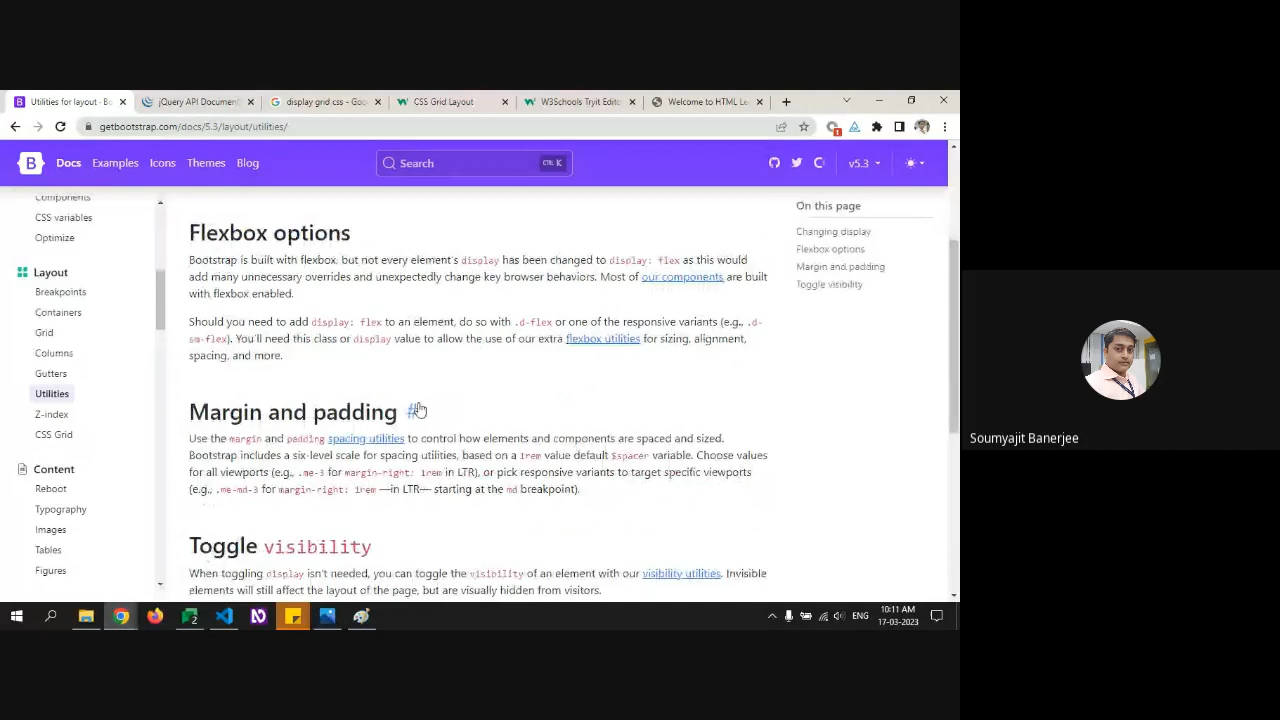 Utilities for layout · Bo
jQuery API Document
display grid css - Goo
CSS Grid Layout
W3Schools Tryit Editor
Welcome to HTML Le
getbootstrap.com/docs/5.3/layout/utilities/
B
Docs
Examples
Icons
Themes
Blog
Search
CTRL K
v5.3
Components
CSS variables
Optimize
Layout
Breakpoints
Containers
Grid
Columns
Gutters
Utilities
Z-index
CSS Grid
Content
Reboot
Typography
Images
Tables
Figures
Flexbox options
Bootstrap is built with flexbox, but not every element's display has been changed to display: flex as this would
add many unnecessary overrides and unexpectedly change key browser behaviors. Most of our components are built
with flexbox enabled.
Should you need to add display: flex to an element, do so with .d-flex or one of the responsive variants (e.g., .d-
sm-flex). You'll need this class or display value to allow the use of our extra flexbox utilities for sizing, alignment,
spacing, and more.
Margin and padding #
Use the margin and padding spacing utilities to control how elements and components are spaced and sized.
Bootstrap includes a six-level scale for spacing utilities, based on a 1rem value default $spacer variable. Choose values
for all viewports (e.g., .me-3 for margin-right: 1rem in LTR), or pick responsive variants to target specific viewports
(e.g., .me-md-3 for margin-right: 1rem —in LTR— starting at the md breakpoint).
Toggle visibility
When toggling display isn't needed, you can toggle the visibility of an element with our visibility utilities. Invisible
elements will still affect the layout of the page, but are visually hidden from visitors.
On this page
Changing display
Flexbox options
Margin and padding
Toggle visibility
Soumyajit Banerjee
2
ENG
10:11 AM
17-03-2023